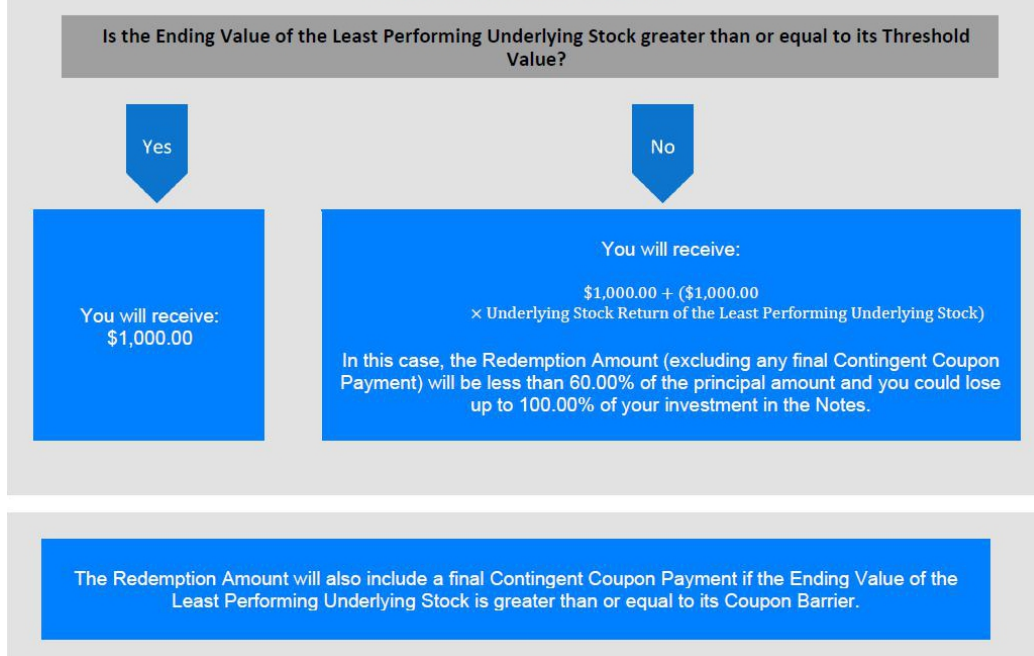 Is the Ending Value of the Least Performing Underlying Stock greater than or equal to its Threshold
Value?
Yes
No
You will receive:
$1,000.00
You will receive:
$1,000.00 + ($1,000.00
× Underlying Stock Return of the Least Performing Underlying Stock)
In this case, the Redemption Amount (excluding any final Contingent Coupon
Payment) will be less than 60.00% of the principal amount and you could lose
up to 100.00% of your investment in the Notes.
The Redemption Amount will also include a final Contingent Coupon Payment if the Ending Value of the
Least Performing Underlying Stock is greater than or equal to its Coupon Barrier.